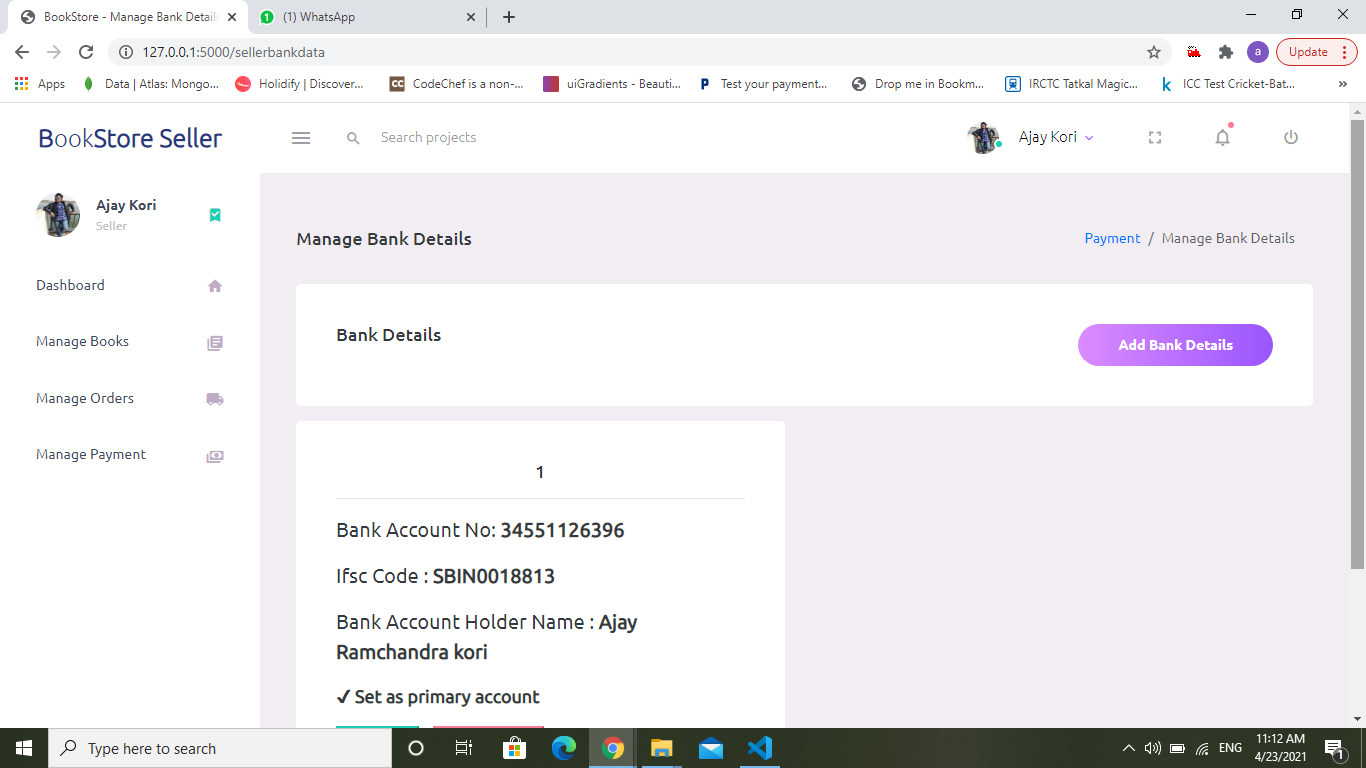 BookStore - Manage Bank Details
(1) WhatsApp
127.0.0.1:5000/sellerbankdata
a
Update
Apps
Data | Atlas: Mongo...
Holidify | Discover...
CC
CodeChef is a non-...
uiGradients - Beauti...
P
Test your payment...
Drop me in Bookm...
IRCTC Tatkal Magic...
k
ICC Test Cricket-Bat...
BookStore Seller
Search projects
Ajay Kori
Ajay Kori
Seller
Manage Bank Details
Payment / Manage Bank Details
Dashboard
Manage Books
Manage Orders
Manage Payment
Bank Details
Add Bank Details
1
Bank Account No: 34551126396
Ifsc Code : SBIN0018813
Bank Account Holder Name : Ajay
Ramchandra kori
✓ Set as primary account
Type here to search
ENG
11:12 AM
4/23/2021
1